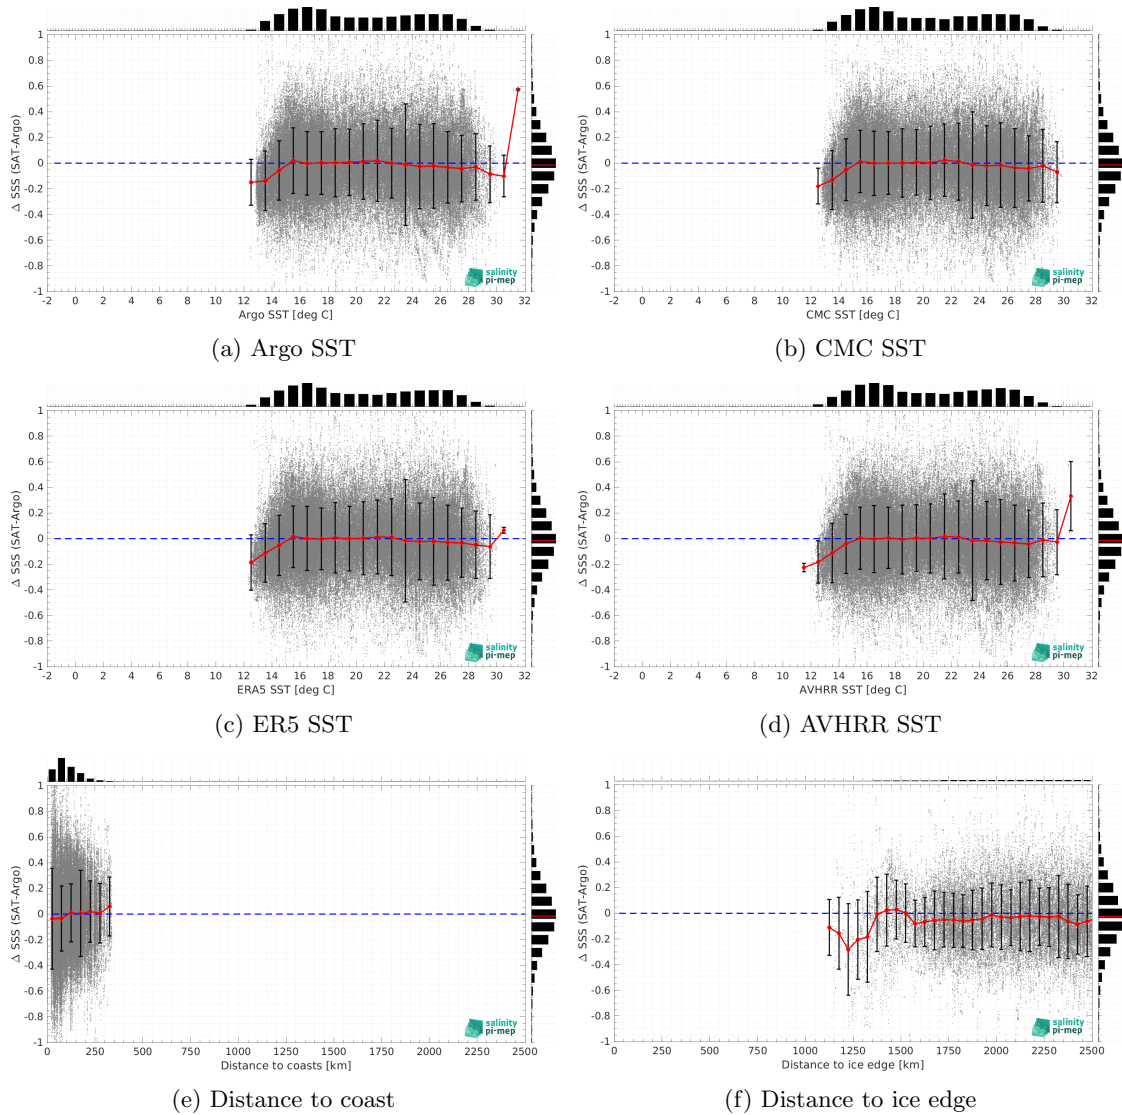 1
0.8
0.6
0.4
0.2
0
-0.2
-0.4
-0.6
-0.8
-1
Δ SSS (SAT-Argo)
-2 0 2 4 6 8 10 12 14 16 18 20 22 24 26 28 30 32
Argo SST [deg C]
salinity
pi-mep
(a) Argo SST
1
0.8
0.6
0.4
0.2
0
-0.2
-0.4
-0.6
-0.8
-1
Δ SSS (SAT-Argo)
-2 0 2 4 6 8 10 12 14 16 18 20 22 24 26 28 30 32
CMC SST [deg C]
salinity
pi-mep
(b) CMC SST
1
0.8
0.6
0.4
0.2
0
-0.2
-0.4
-0.6
-0.8
-1
Δ SSS (SAT-Argo)
-2 0 2 4 6 8 10 12 14 16 18 20 22 24 26 28 30 32
ERA5 SST [deg C]
salinity
pi-mep
(c) ER5 SST
1
0.8
0.6
0.4
0.2
0
-0.2
-0.4
-0.6
-0.8
-1
Δ SSS (SAT-Argo)
-2 0 2 4 6 8 10 12 14 16 18 20 22 24 26 28 30 32
AVHRR SST [deg C]
salinity
pi-mep
(d) AVHRR SST
1
0.8
0.6
0.4
0.2
0
-0.2
-0.4
-0.6
-0.8
-1
Δ SSS (SAT-Argo)
0 250 500 750 1000 1250 1500 1750 2000 2250 2500
Distance to coasts [km]
salinity
pi-mep
(e) Distance to coast
1
0.8
0.6
0.4
0.2
0
-0.2
-0.4
-0.6
-0.8
-1
Δ SSS (SAT-Argo)
0 250 500 750 1000 1250 1500 1750 2000 2250 2500
Distance to ice edge [km]
salinity
pi-mep
(f) Distance to ice edge